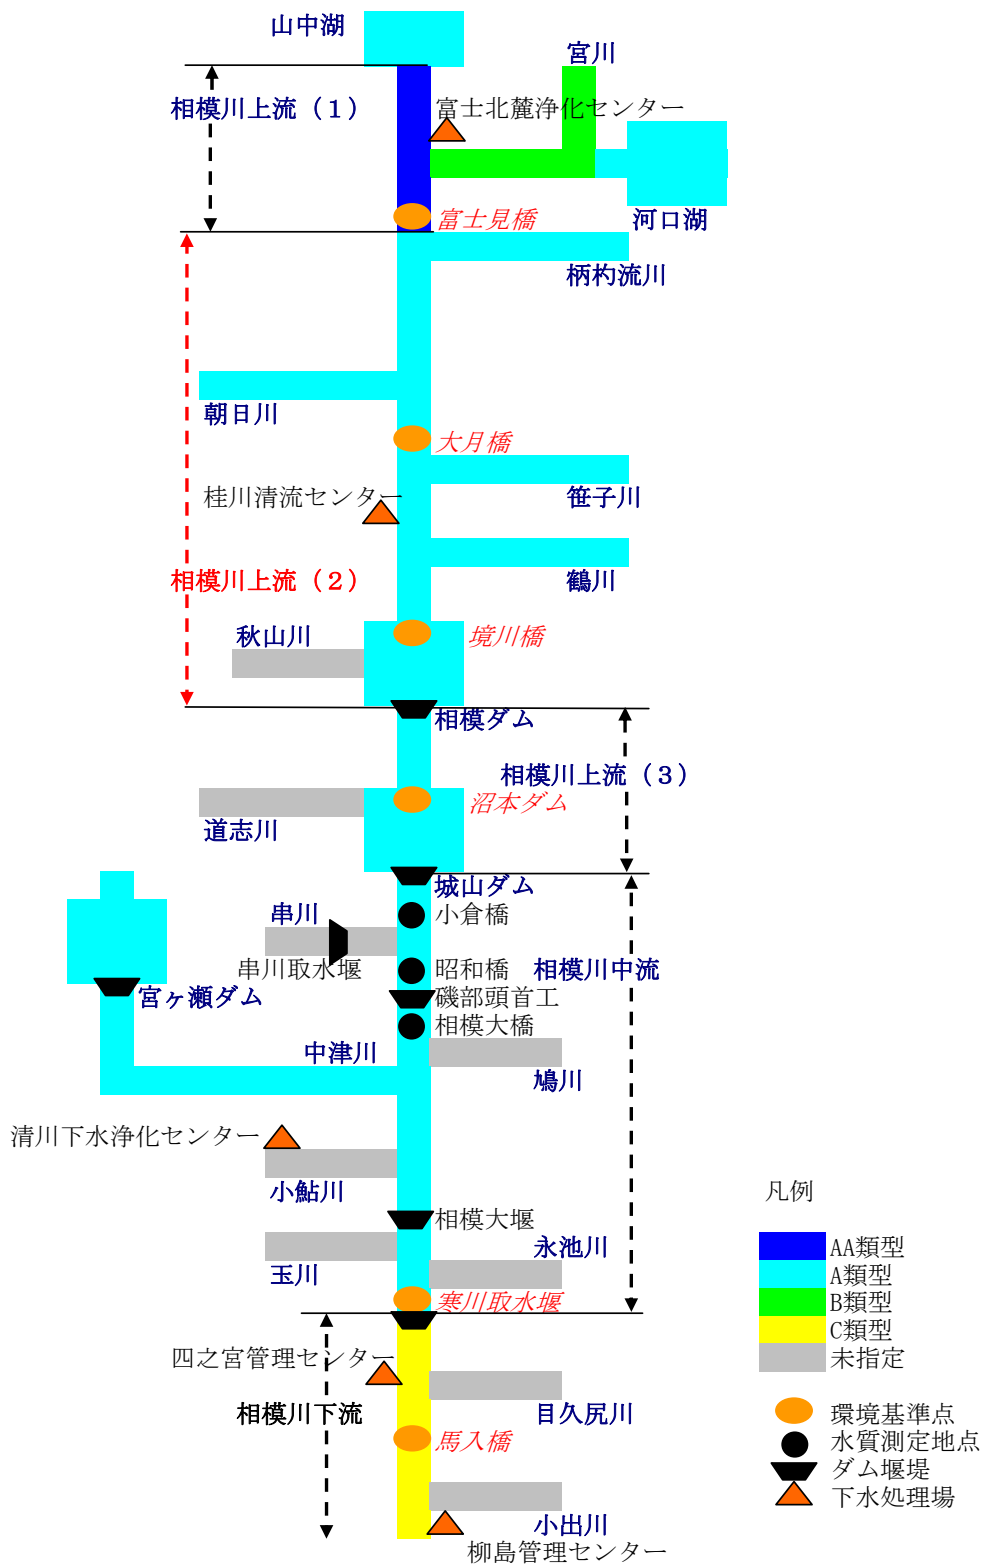 山中湖
宮川
相模川上流（1）
富士北麓浄化センター
富士見橋
河口湖
柄杓流川
朝日川
大月橋
桂川清流センター
笹子川
相模川上流（2）
鶴川
秋山川
境川橋
相模ダム
相模川上流（3）
沼本ダム
道志川
城山ダム
串川
小倉橋
串川取水堰
昭和橋
相模川中流
宮ヶ瀬ダム
磯部頭首工
相模大橋
中津川
鳩川
清川下水浄化センター
小鮎川
相模大堰
玉川
永池川
寒川取水堰
四之宮管理センター
相模川下流
目久尻川
馬入橋
小出川
柳島管理センター
凡例
AA類型
A類型
B類型
C類型
未指定
環境基準点
水質測定地点
ダム堰堤
下水処理場